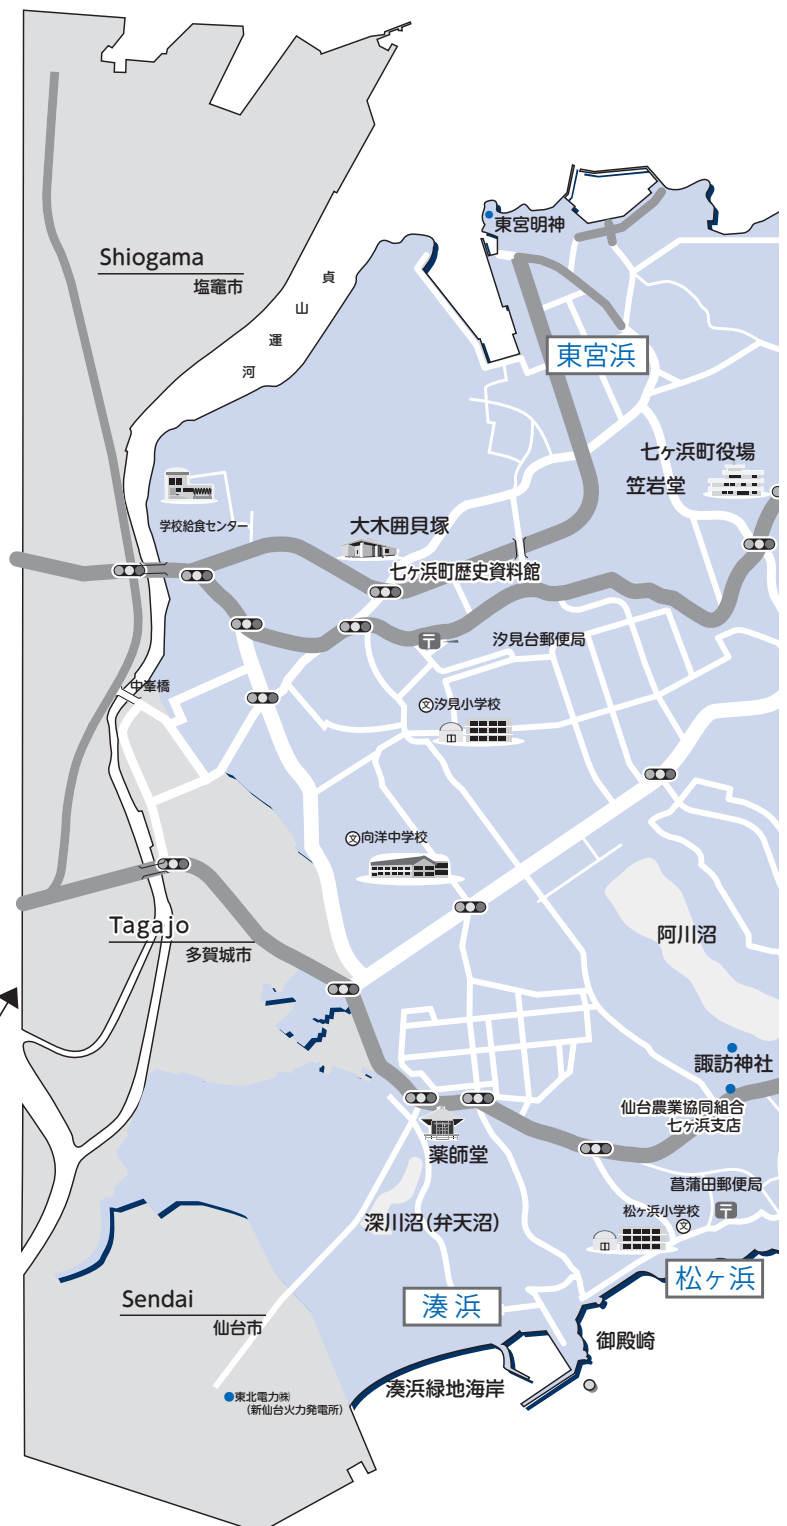 東宮明神
Shiogama
塩竈市
貞
山
運
河
東宮浜
七ヶ浜町役場
笠岩堂
大木囲貝塚
学校給食センター
七ヶ浜町歴史資料館
〒
汐見台郵便局
中峯橋
文汐見小学校
文向洋中学校
Tagajo
多賀城市
阿川沼
諏訪神社
仙台農業協同組合
七ヶ浜支店
薬師堂
菖蒲田郵便局
〒
松ヶ浜小学校
文
深川沼(弁天沼)
松ヶ浜
Sendai
仙台市
湊浜
御殿崎
湊浜緑地海岸
東北電力㈱
(新仙台火力発電所)